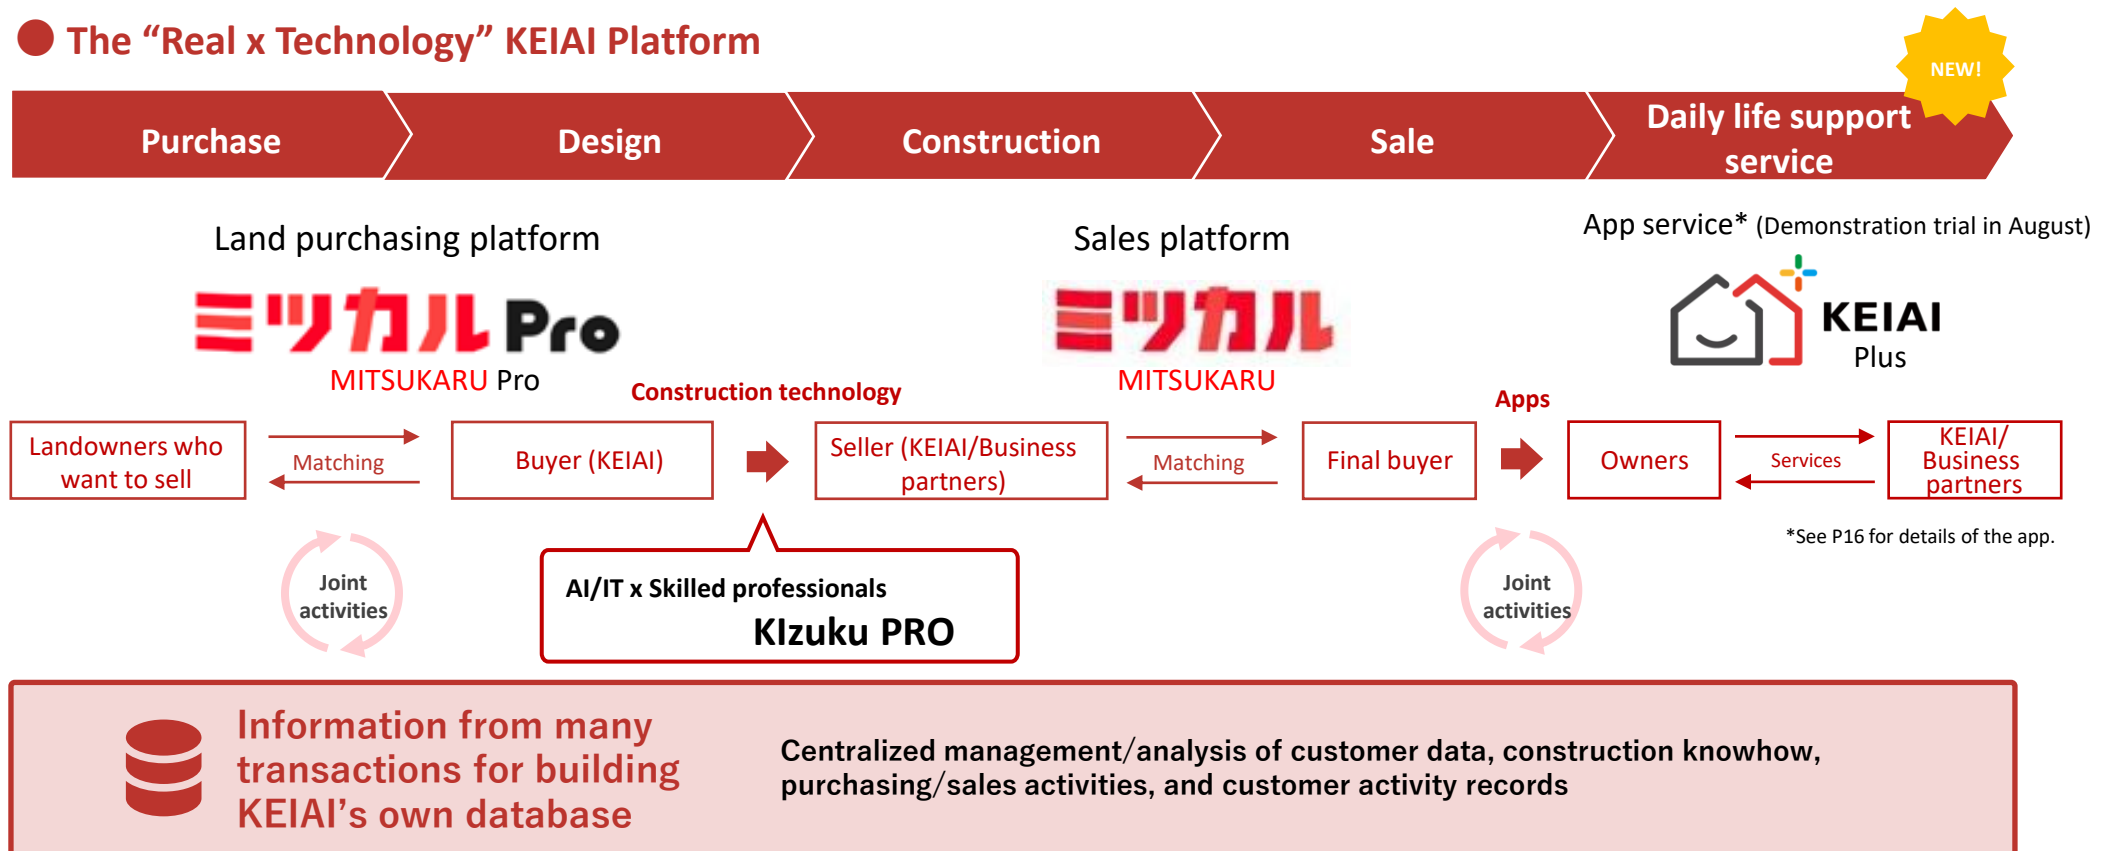 The “Real x Technology” KEIAI Platform
NEW!
Purchase
Design
Construction
Sale
Daily life support
service
Land purchasing platform
ミツカル Pro
MITSUKARU Pro
Sales platform
ミツカル
MITSUKARU
App service* (Demonstration trial in August)
KEIAI
Plus
Construction technology
Apps
Landowners who
want to sell
Matching
Buyer (KEIAI)
Seller (KEIAI/Business
partners)
Matching
Final buyer
Owners
Services
KEIAI/
Business
partners
*See P16 for details of the app.
Joint
activities
AI/IT x Skilled professionals
KIzuku PRO
Joint
activities
Information from many
transactions for building
KEIAI’s own database
Centralized management/analysis of customer data, construction knowhow,
purchasing/sales activities, and customer activity records